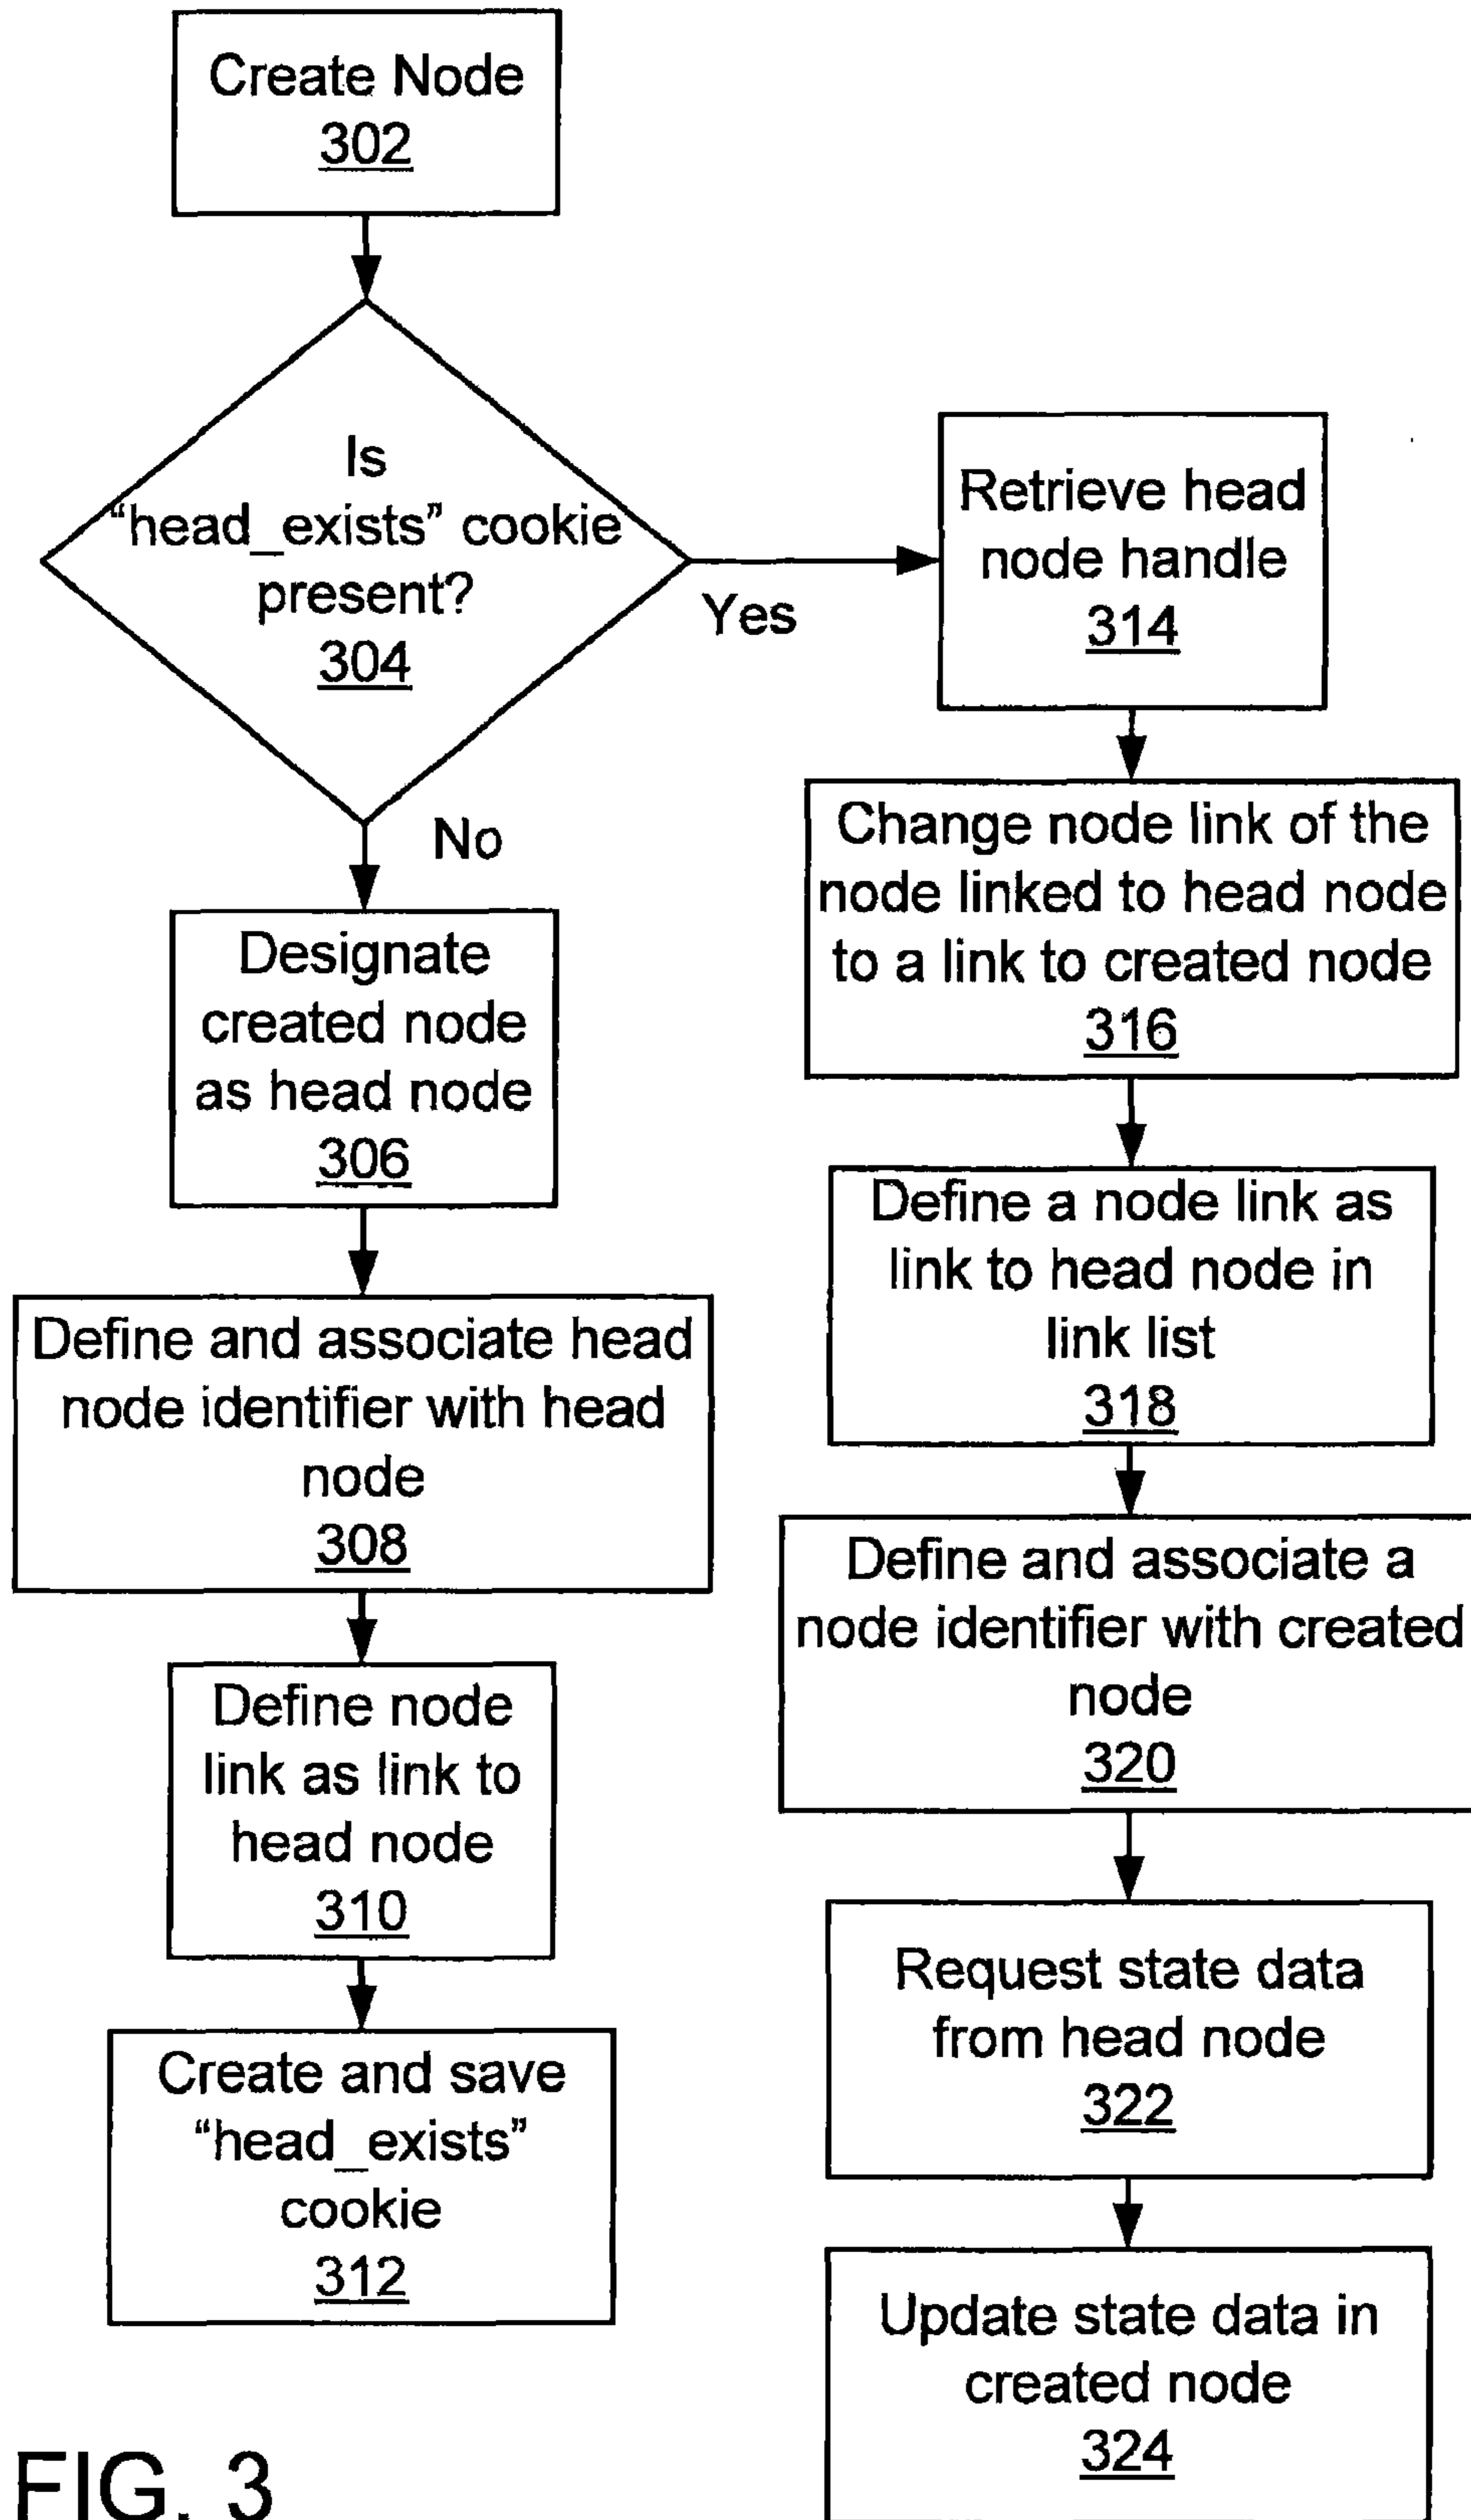 Create Node
302
Is
“head_exists” cookie
present?
304
Yes
No
Designate
created node
as head node
306
Define and associate head
node identifier with head
node
308
Define node
link as link to
head node
310
Create and save
“head_exists”
cookie
312
Retrieve head
node handle
314
Change node link of the
node linked to head node
to a link to created node
316
Define a node link as
link to head node in
link list
318
Define and associate a
node identifier with created
node
320
Request state data
from head node
322
Update state data in
created node
324
FIG. 3